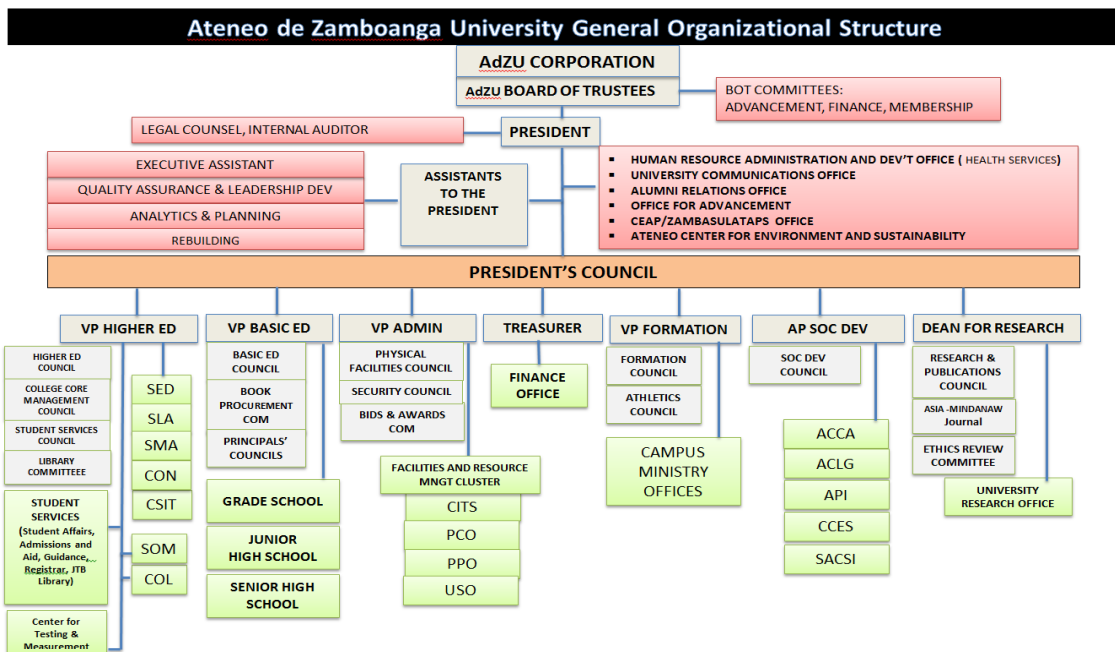 Ateneo de Zamboanga University General Organizational Structure
AdZU CORPORATION
AdZU BOARD OF TRUSTEES
BOT COMMITTEES:
ADVANCEMENT, FINANCE, MEMBERSHIP
LEGAL COUNSEL, INTERNAL AUDITOR
PRESIDENT
EXECUTIVE ASSISTANT
QUALITY ASSURANCE & LEADERSHIP DEV
ANALYTICS & PLANNING
REBUILDING
ASSISTANTS
TO THE
PRESIDENT
▪ HUMAN RESOURCE ADMINISTRATION AND DEV'T OFFICE ( HEALTH SERVICES)
▪ UNIVERSITY COMMUNICATIONS OFFICE
▪ ALUMNI RELATIONS OFFICE
▪ OFFICE FOR ADVANCEMENT
▪ CEAP/ZAMBASULATAPS OFFICE
▪ ATENEO CENTER FOR ENVIRONMENT AND SUSTAINABILITY
PRESIDENT'S COUNCIL
VP HIGHER ED
HIGHER ED
COUNCIL
COLLEGE CORE
MANAGEMENT
COUNCIL
STUDENT SERVICES
COUNCIL
LIBRARY
COMMITTEEE
STUDENT
SERVICES
(Student Affairs,
Admissions and
Aid, Guidance,
Registrar, JTB
Library)
Center for
Testing &
Measurement
SED
SLA
SMA
CON
CSIT
SOM
COL
VP BASIC ED
BASIC ED
COUNCIL
BOOK
PROCUREMENT
COM
PRINCIPALS'
COUNCILS
GRADE SCHOOL
JUNIOR
HIGH SCHOOL
SENIOR HIGH
SCHOOL
VP ADMIN
PHYSICAL
FACILITIES COUNCIL
SECURITY COUNCIL
BIDS & AWARDS
COM
FACILITIES AND RESOURCE
MNGT CLUSTER
CITS
PCO
PPO
USO
TREASURER
FINANCE
OFFICE
VP FORMATION
FORMATION
COUNCIL
ATHLETICS
COUNCIL
CAMPUS
MINISTRY
OFFICES
AP SOC DEV
SOC DEV
COUNCIL
ACCA
ACLG
API
CCES
SACSI
DEAN FOR RESEARCH
RESEARCH &
PUBLICATIONS
COUNCIL
ASIA -MINDANAW
Journal
ETHICS REVIEW
COMMITTEE
UNIVERSITY
RESEARCH OFFICE